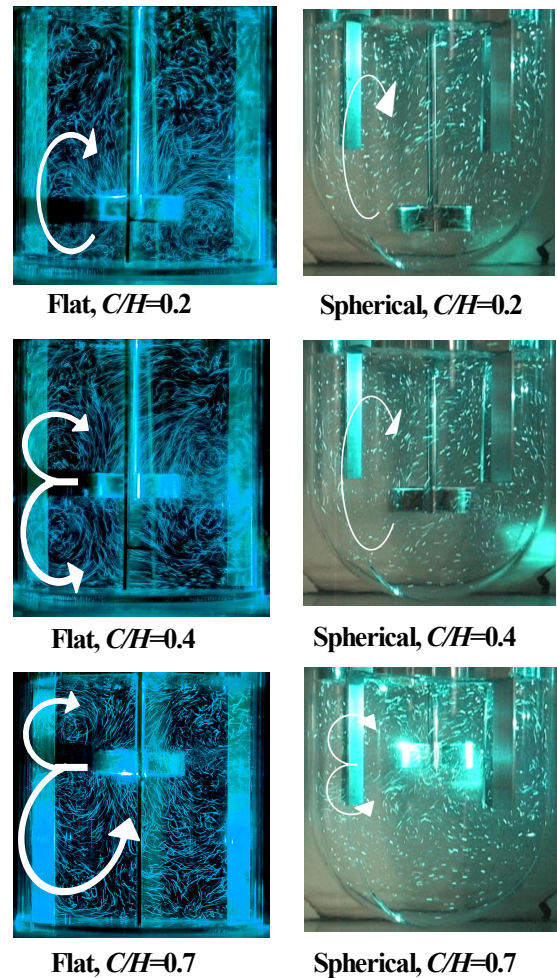 Flat, C/H=0.2
Spherical, C/H=0.2
Flat, C/H=0.4
Spherical, C/H=0.4
Flat, C/H=0.7
Spherical, C/H=0.7